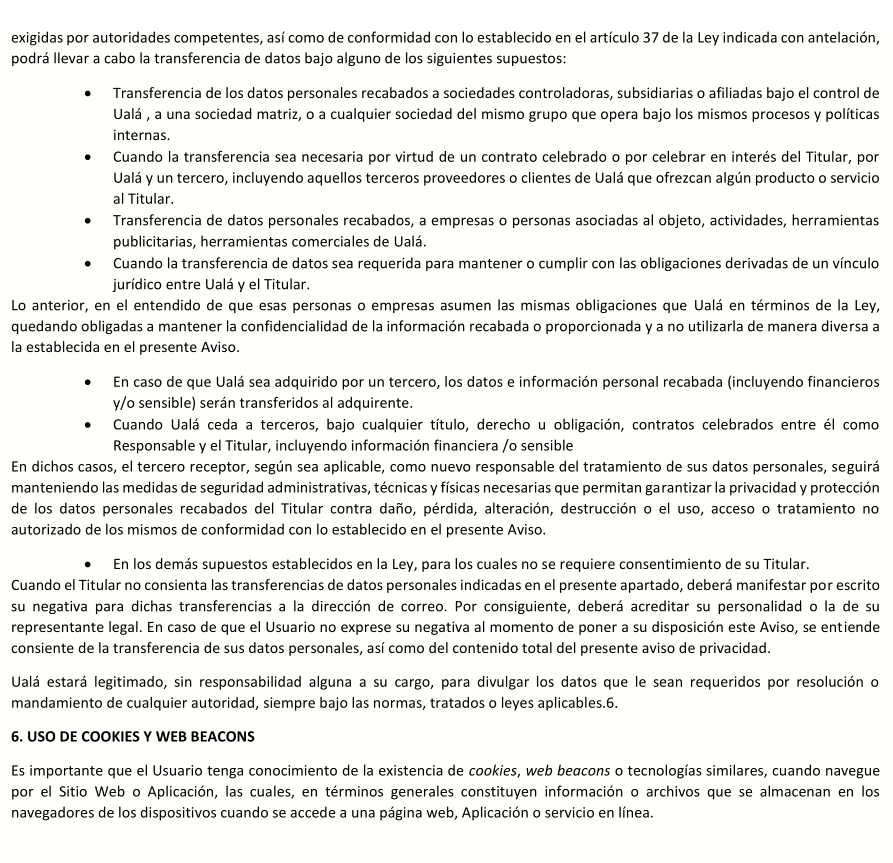 exigidas por autoridades competentes, así como de conformidad con lo establecido en el artículo 37 de la Ley indicada con antelación,
podrá llevar a cabo la transferencia de datos bajo alguno de los siguientes supuestos:
• Transferencia de los datos personales recabados a sociedades controladoras, subsidiarias o afiliadas bajo el control de
Ualá , a una sociedad matriz, o a cualquier sociedad del mismo grupo que opera bajo los mismos procesos y políticas
internas.
• Cuando la transferencia sea necesaria por virtud de un contrato celebrado o por celebrar en interés del Titular, por
Ualá y un tercero, incluyendo aquellos terceros proveedores o clientes de Ualá que ofrezcan algún producto o servicio
al Titular.
• Transferencia de datos personales recabados, a empresas o personas asociadas al objeto, actividades, herramientas
publicitarias, herramientas comerciales de Ualá.
• Cuando la transferencia de datos sea requerida para mantener o cumplir con las obligaciones derivadas de un vínculo
jurídico entre Ualá y el Titular.
Lo anterior, en el entendido de que esas personas o empresas asumen las mismas obligaciones que Ualá en términos de la Ley,
quedando obligadas a mantener la confidencialidad de la información recabada o proporcionada y a no utilizarla de manera diversa a
la establecida en el presente Aviso.
• En caso de que Ualá sea adquirido por un tercero, los datos e información personal recabada (incluyendo financieros
y/o sensible) serán transferidos al adquirente.
• Cuando Ualá ceda a terceros, bajo cualquier título, derecho u obligación, contratos celebrados entre él como
Responsable y el Titular, incluyendo información financiera /o sensible
En dichos casos, el tercero receptor, según sea aplicable, como nuevo responsable del tratamiento de sus datos personales, seguirá
manteniendo las medidas de seguridad administrativas, técnicas y físicas necesarias que permitan garantizar la privacidad y protección
de los datos personales recabados del Titular contra daño, pérdida, alteración, destrucción o el uso, acceso o tratamiento no
autorizado de los mismos de conformidad con lo establecido en el presente Aviso.
• En los demás supuestos establecidos en la Ley, para los cuales no se requiere consentimiento de su Titular.
Cuando el Titular no consienta las transferencias de datos personales indicadas en el presente apartado, deberá manifestar por escrito
su negativa para dichas transferencias a la dirección de correo. Por consiguiente, deberá acreditar su personalidad o la de su
representante legal. En caso de que el Usuario no exprese su negativa al momento de poner a su disposición este Aviso, se entiende
consiente de la transferencia de sus datos personales, así como del contenido total del presente aviso de privacidad.
Ualá estará legitimado, sin responsabilidad alguna a su cargo, para divulgar los datos que le sean requeridos por resolución o
mandamiento de cualquier autoridad, siempre bajo las normas, tratados o leyes aplicables.6.
6. USO DE COOKIES Y WEB BEACONS
Es importante que el Usuario tenga conocimiento de la existencia de cookies, web beacons o tecnologías similares, cuando navegue
por el Sitio Web o Aplicación, las cuales, en términos generales constituyen información o archivos que se almacenan en los
navegadores de los dispositivos cuando se accede a una página web, Aplicación o servicio en línea.